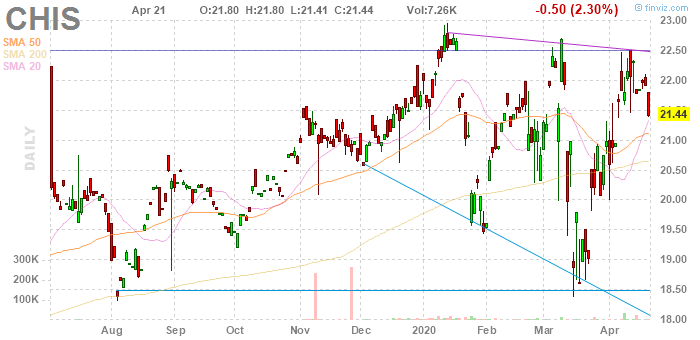 © finviz.com
CHIS
Apr 21 O:21.80 H:21.80 L:21.41 C:21.44 Vol:7.26K -0.50 (2.30%)
SMA 50
SMA 200
SMA 20
DAILY
23.00
22.50
22.00
21.50
21.44
21.00
20.50
20.00
19.50
19.00
18.50
18.00
300K
200K
100K
Aug Sep Oct Nov Dec 2020 Feb Mar Apr